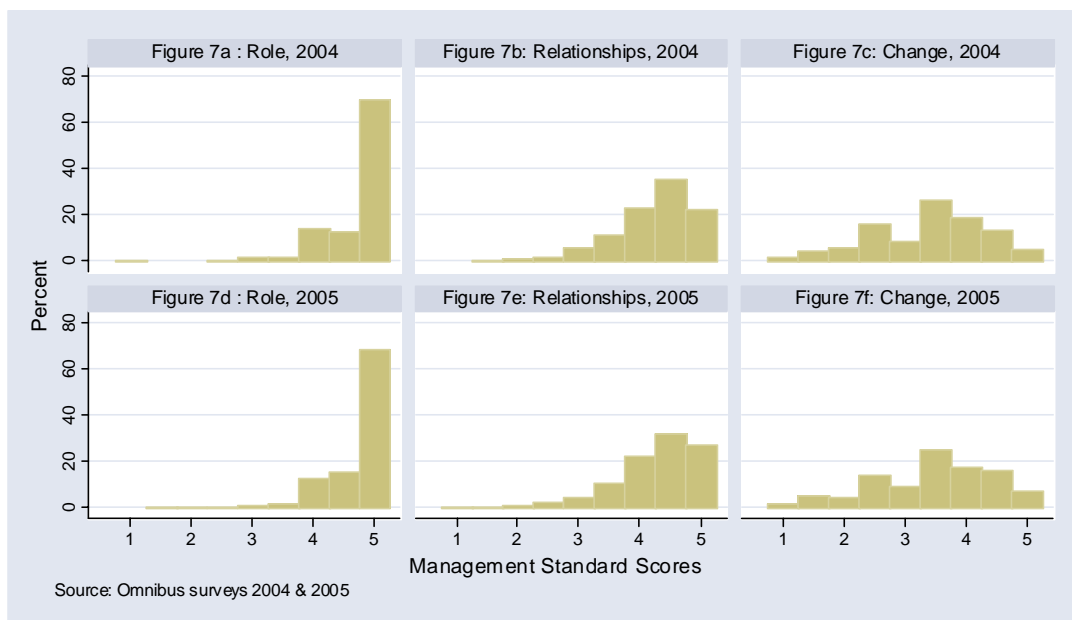 Figure 7a : Role, 2004
Figure 7b: Relationships, 2004
Figure 7c: Change, 2004
80
60
40
20
0
Figure 7d : Role, 2005
Figure 7e: Relationships, 2005
Figure 7f: Change, 2005
80
60
40
20
0
Percent
1 2 3 4 5
1 2 3 4 5
1 2 3 4 5
Management Standard Scores
Source: Omnibus surveys 2004 & 2005